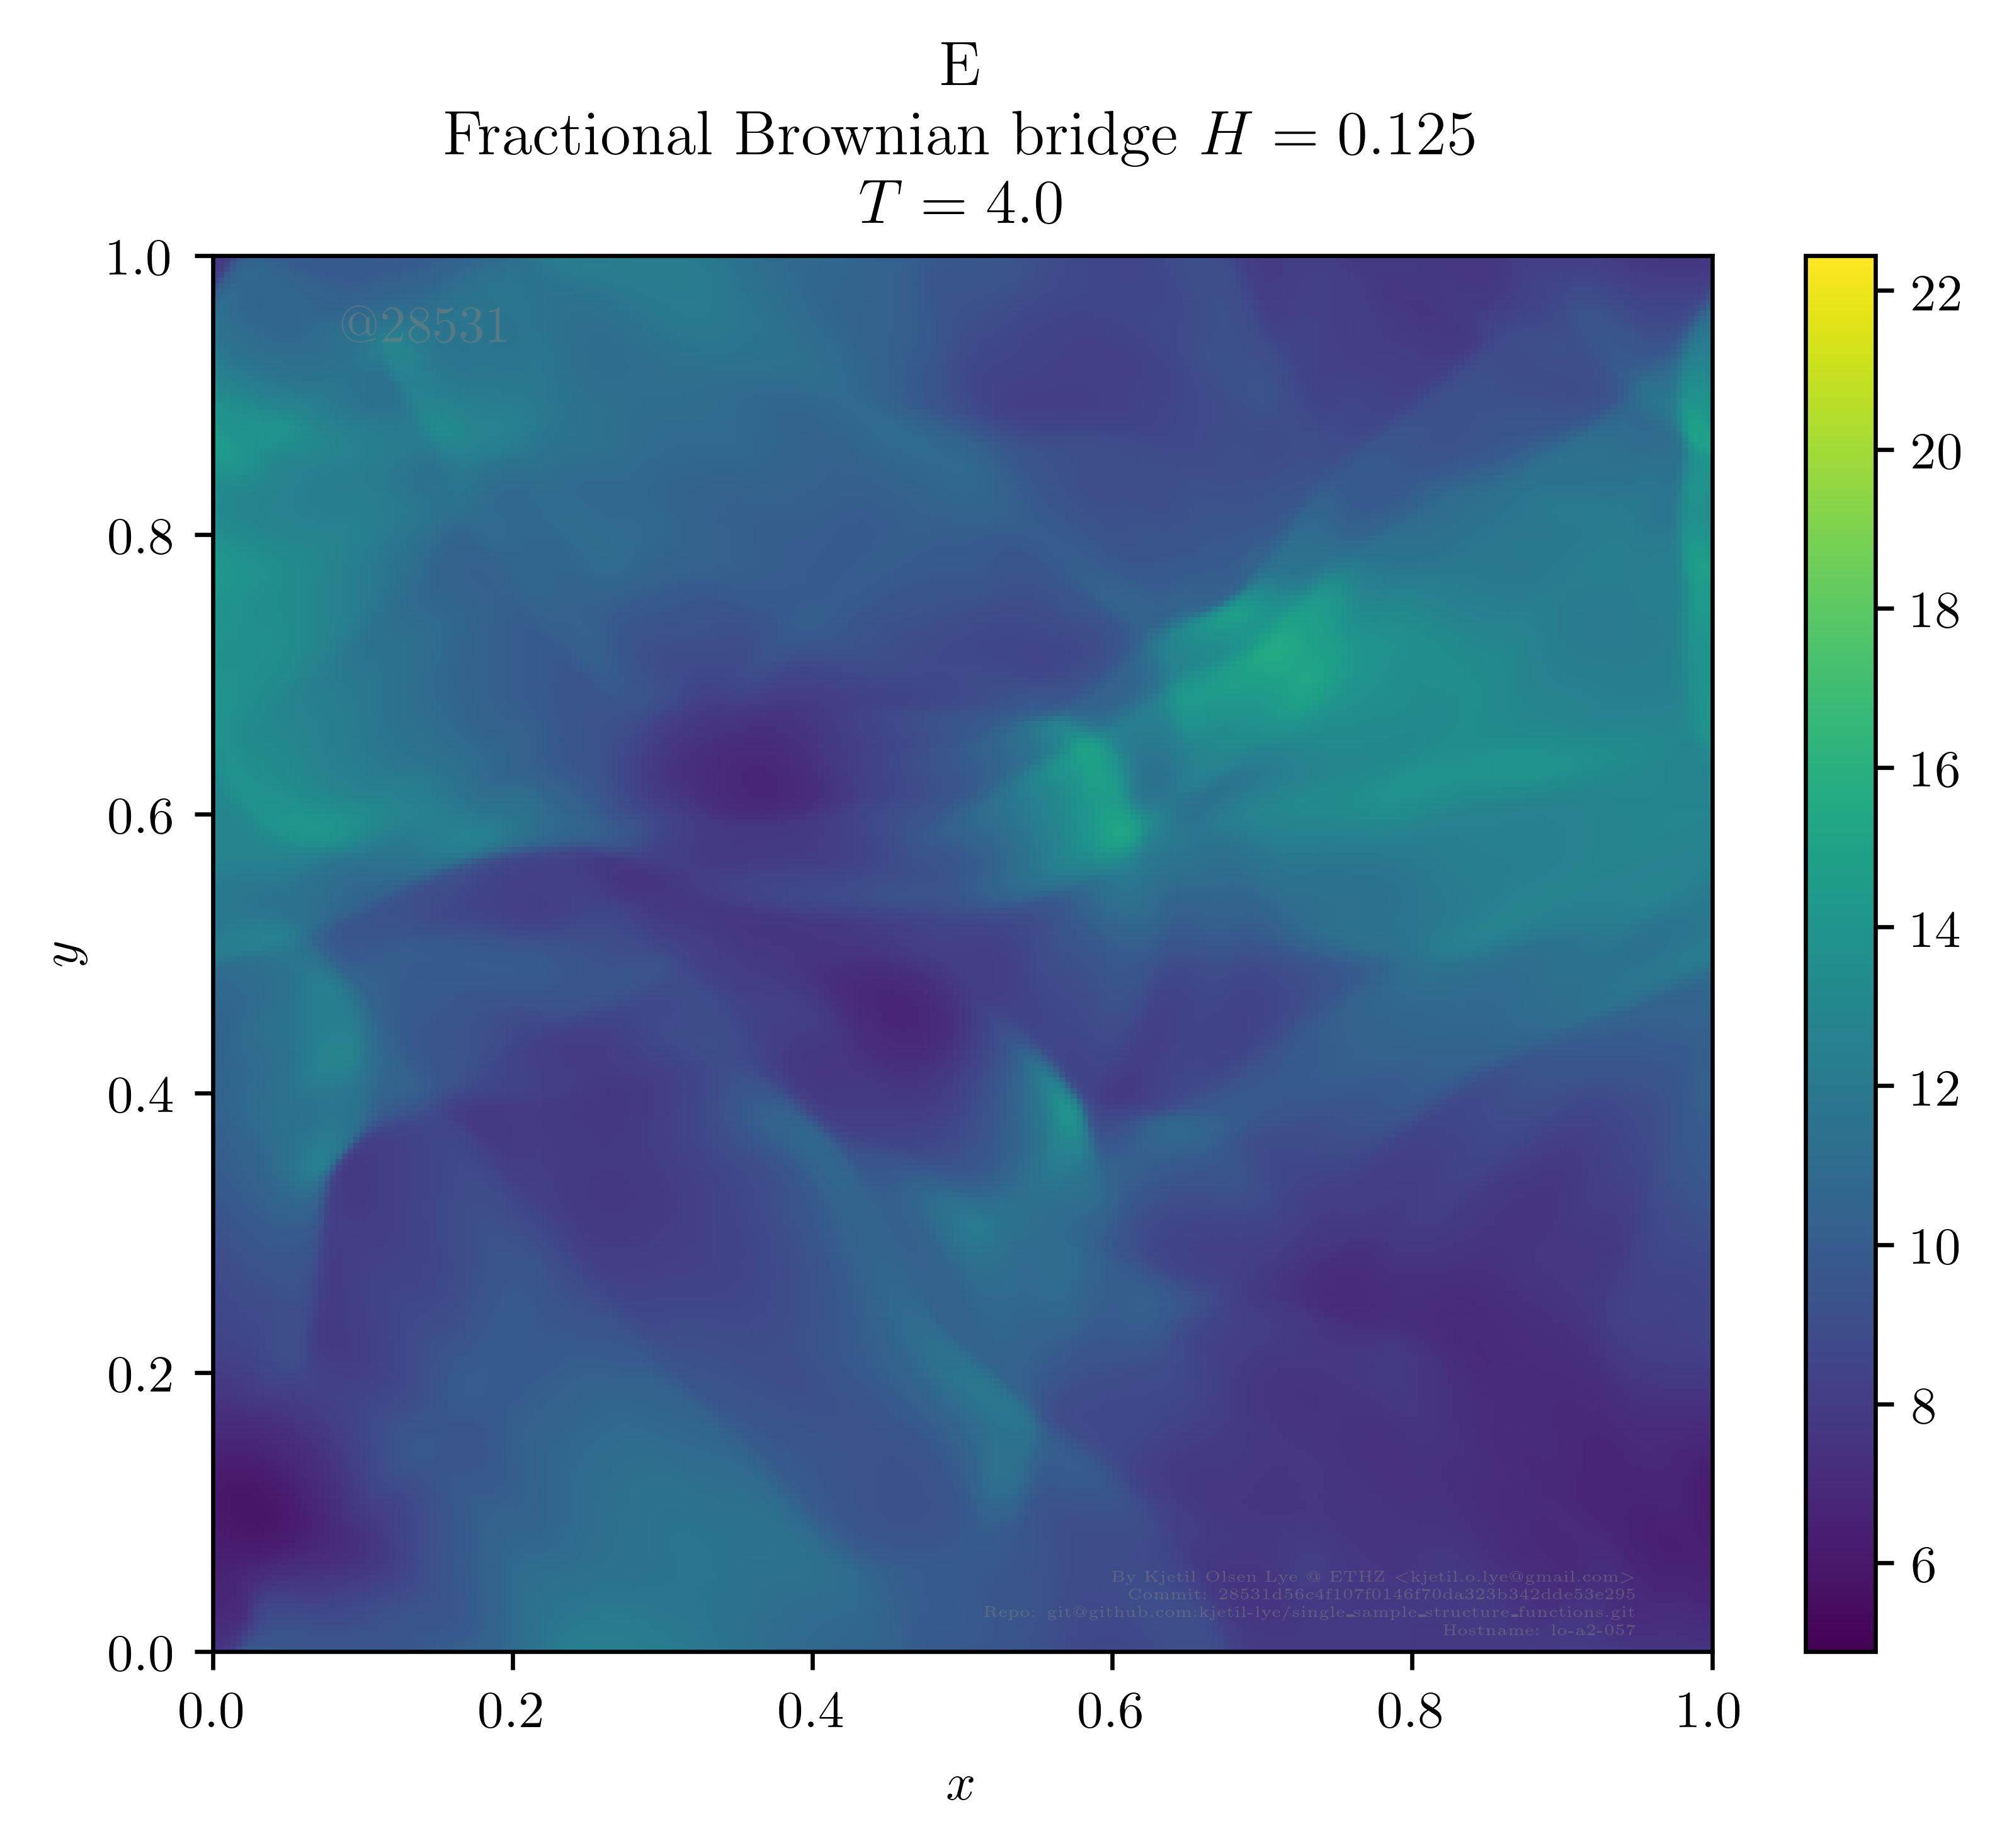 E
Fractional Brownian bridge H = 0.125
T = 4.0
@28531
1.0
0.8
0.6
0.4
0.2
0.0
y
0.0 0.2 0.4 0.6 0.8 1.0
x
22
20
18
16
14
12
10
8
6
By Kjetil Olsen Lye @ ETHZ <kjetil.o.lye@gmail.com>
Commit: 28531d56c4f107f0146f70da323b342dde53e295
Repo: git@github.com:kjetil-lye/single_sample_structure_functions.git
Hostname: lo-a2-057